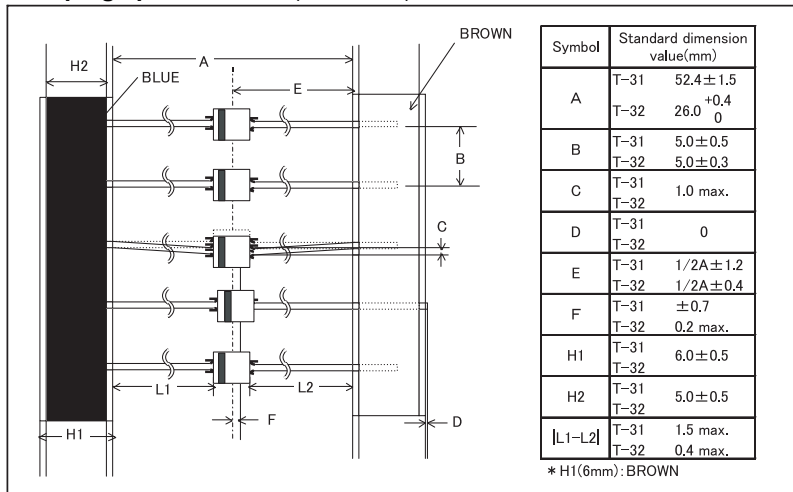 BROWN
A
H2
BLUE
E
B
C
L1
L2
F
D
H1
Symbol Standard dimension value(mm)
A T-31 52.4±1.5
T-32 26.0 +0.4 0
B T-31 5.0±0.5
T-32 5.0±0.3
C T-31 1.0 max.
T-32
D T-31 0
T-32
E T-31 1/2A±1.2
T-32 1/2A±0.4
F T-31 ±0.7
T-32 0.2 max.
H1 T-31 6.0±0.5
T-32
H2 T-31 5.0±0.5
T-32
|L1-L2| T-31 1.5 max.
T-32 0.4 max.
* H1(6mm):BROWN